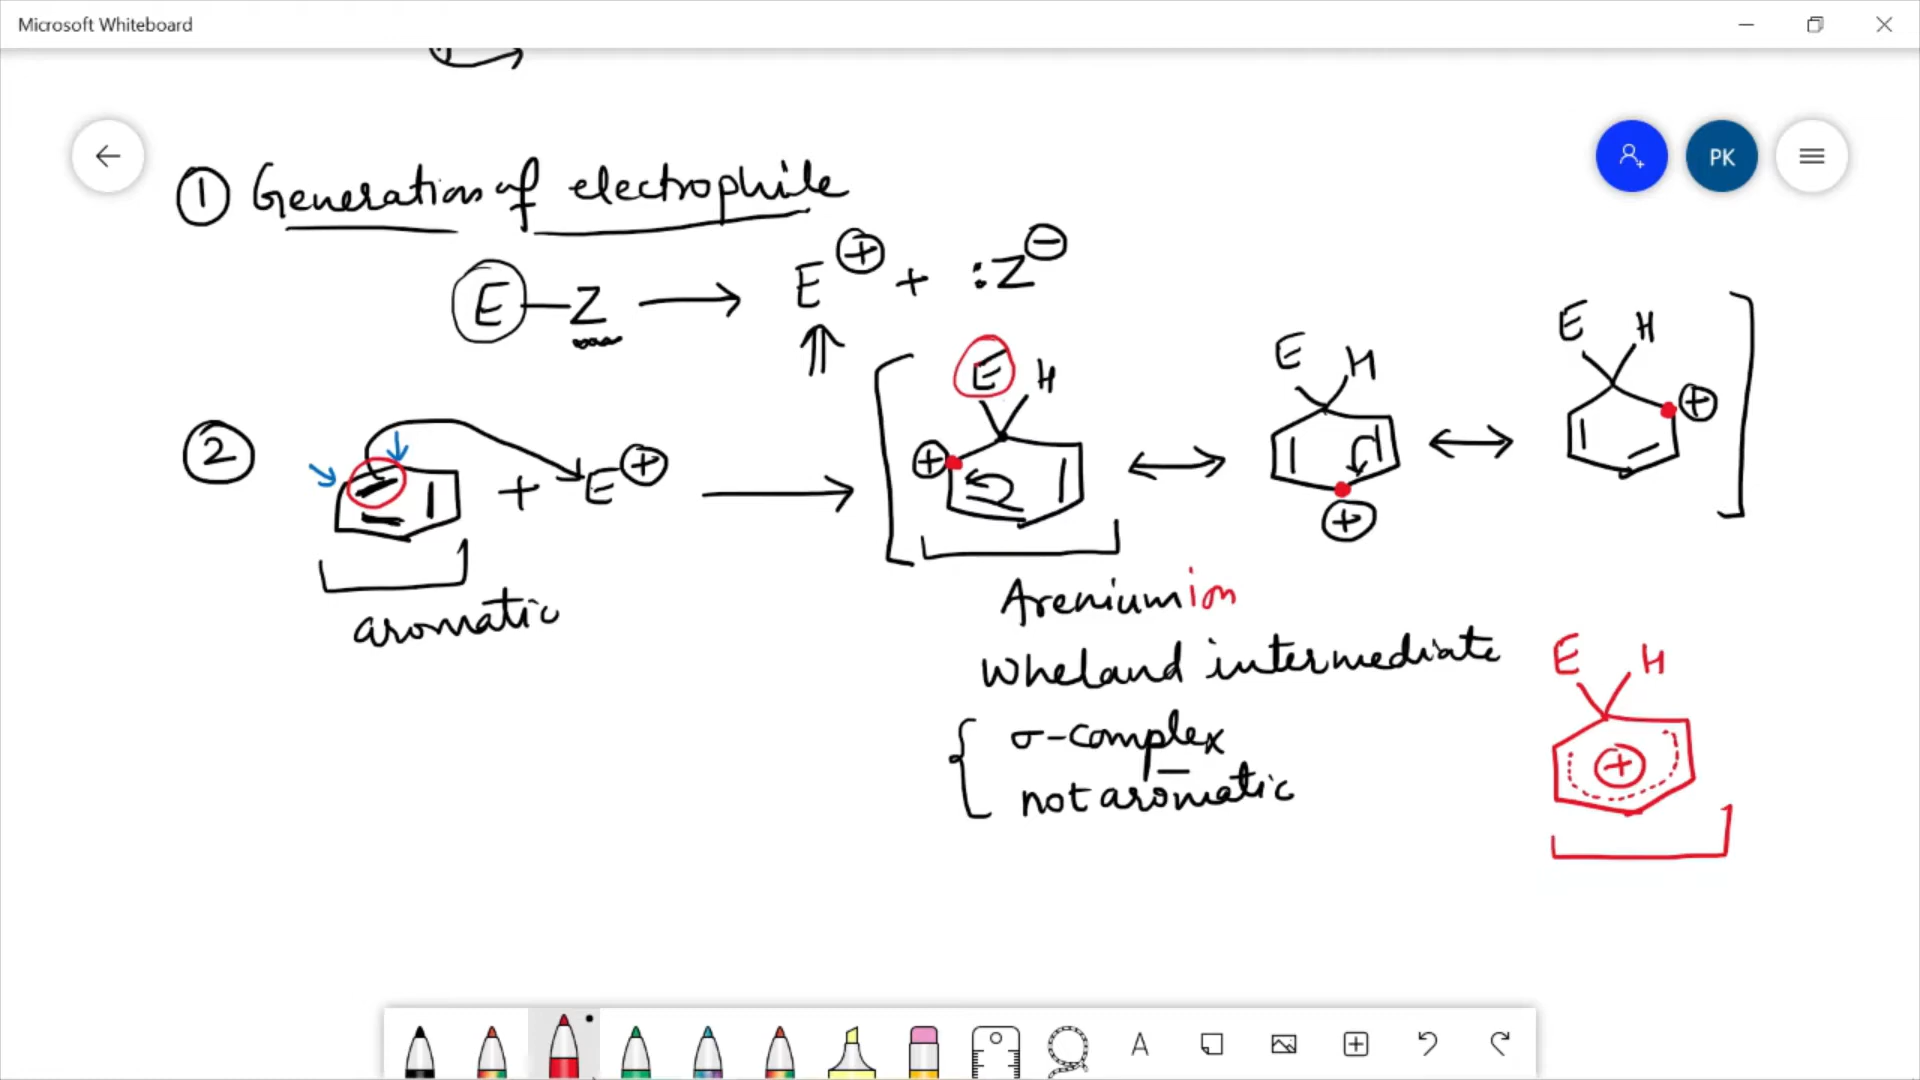 Microsoft Whiteboard
PK
① Generation of electrophile
E—Z ⟶ E⊕ + :Z⊖
② + E⊕ ⟶ [ E H ⊕ ⟷ E H ⊕ ⟷ E H ⊕ ]
aromatic
Arenium ion
Wheland intermediate
σ-complex
not aromatic
E H
⊕
A